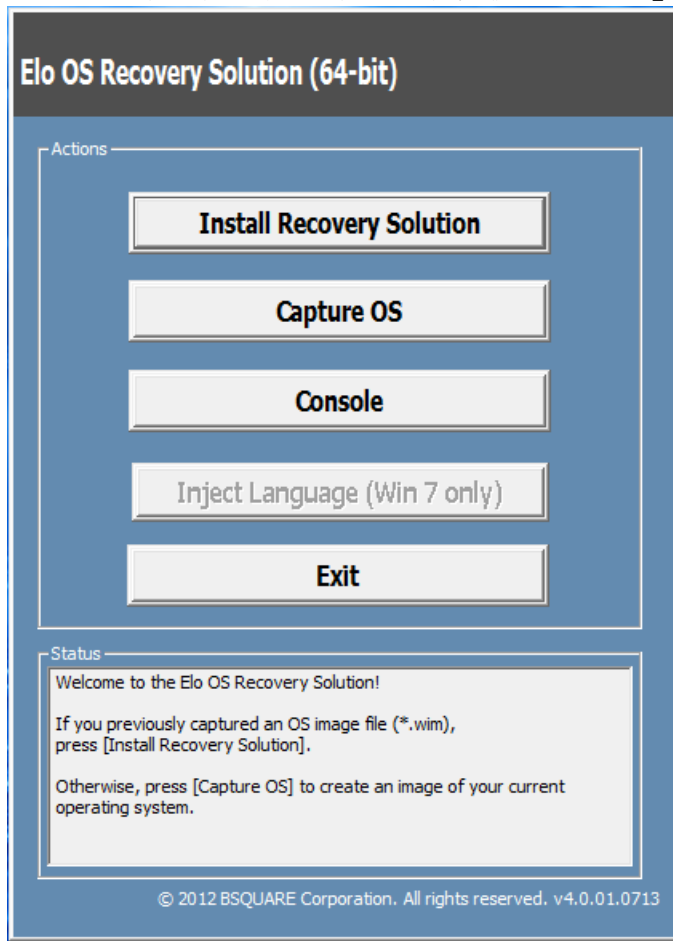 Elo OS Recovery Solution (64-bit)
Actions
Install Recovery Solution
Capture OS
Console
Inject Language (Win 7 only)
Exit
Status
Welcome to the Elo OS Recovery Solution!
If you previously captured an OS image file (*.wim),
press [Install Recovery Solution].
Otherwise, press [Capture OS] to create an image of your current
operating system.
© 2012 BSQUARE Corporation. All rights reserved. v4.0.01.0713